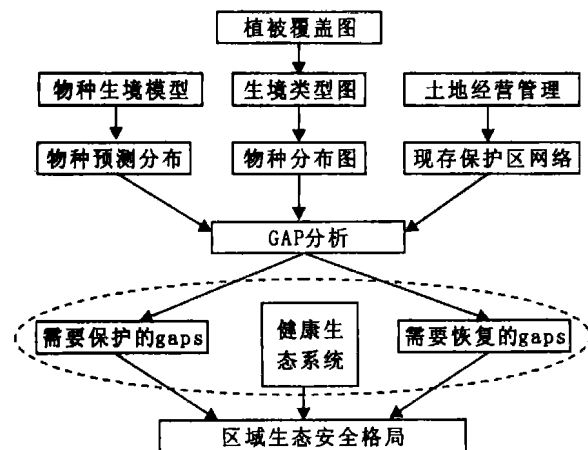 植被覆盖图
物种生境模型
生境类型图
土地经营管理
物种预测分布
物种分布图
现存保护区网络
GAP分析
需要保护的gaps
健康生
态系统
需要恢复的gaps
区域生态安全格局